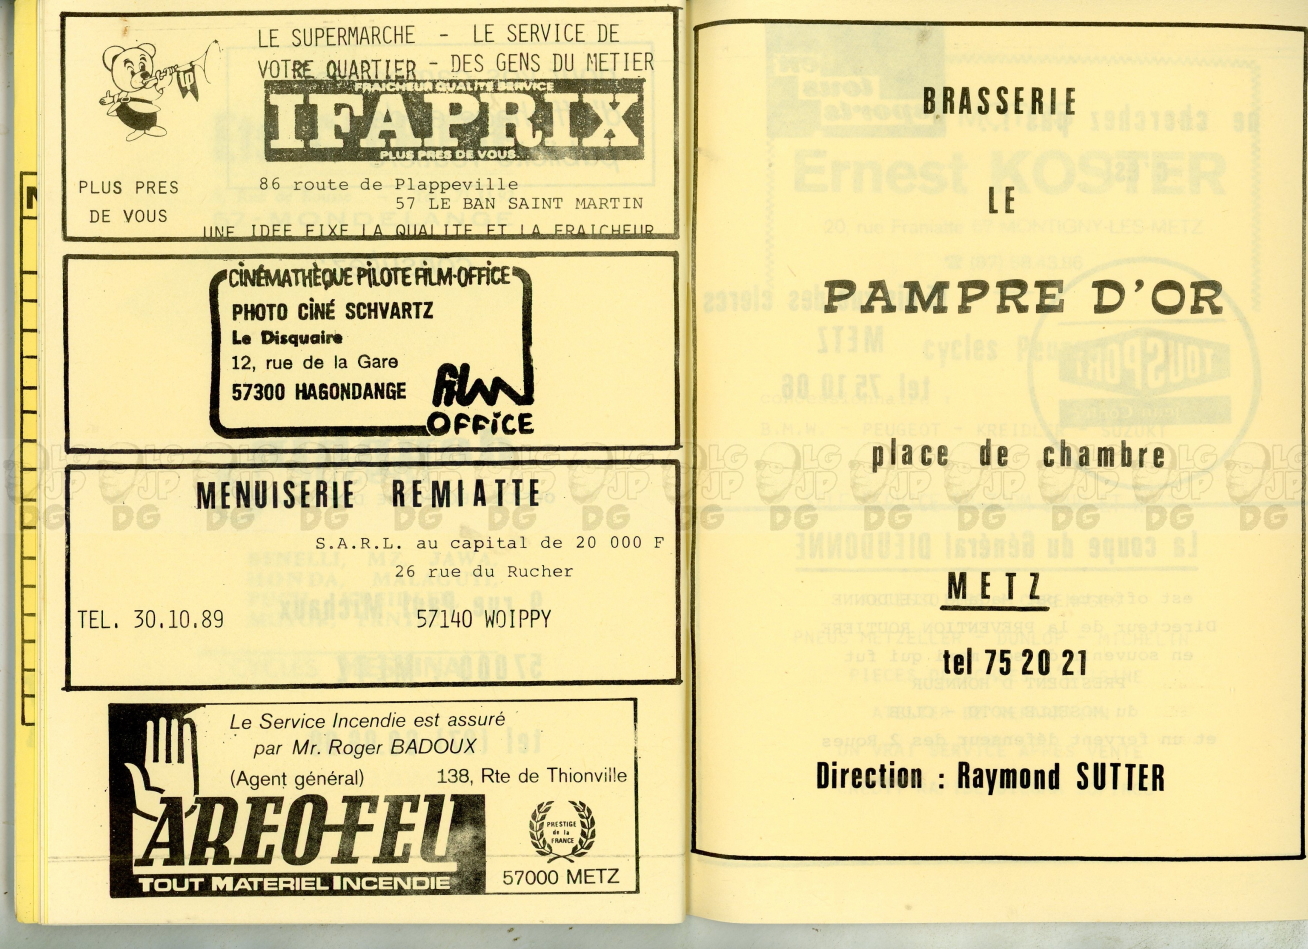 LE SUPERMARCHE - LE SERVICE DE
VOTRE QUARTIER - DES GENS DU METIER
FRAICHEUR QUALITE SERVICE
IFAPRIX
PLUS PRES DE VOUS...
PLUS PRES
DE VOUS
86 route de Plappeville
57 LE BAN SAINT MARTIN
UNE IDEE FIXE LA QUALITE ET LA FRAICHEUR
CINÉMATHÈQUE PILOTE FILM-OFFICE
PHOTO CINÉ SCHVARTZ
Le Disquaire
12, rue de la Gare
57300 HAGONDANGE
film
OFFICE
MENUISERIE REMIATTE
S.A.R.L. au capital de 20 000 F
26 rue du Rucher
TEL. 30.10.89 57140 WOIPPY
Le Service Incendie est assuré
par Mr. Roger BADOUX
(Agent général) 138, Rte de Thionville
AREO-FEU
TOUT MATERIEL INCENDIE
PRESTIGE
de la
FRANCE
57000 METZ
BRASSERIE
LE
PAMPRE D'OR
place de chambre
METZ
tel 75 20 21
Direction : Raymond SUTTER